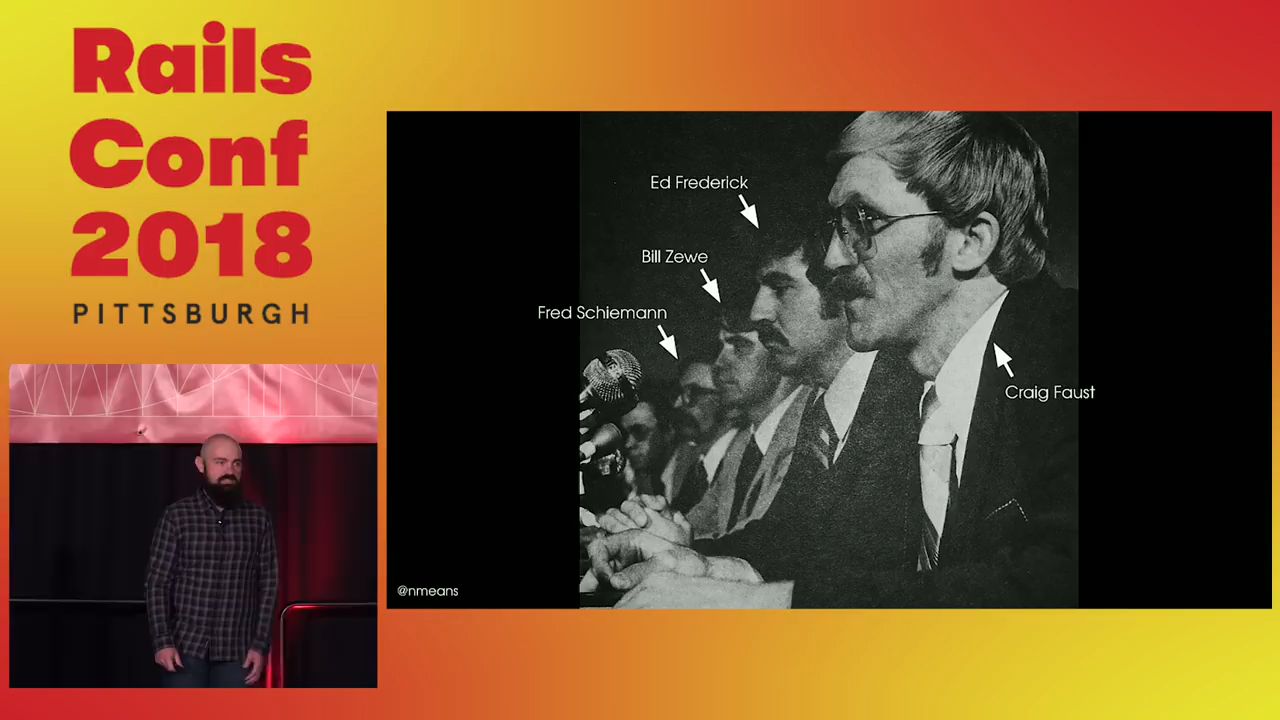 Rails
Conf
2018
PITTSBURGH
Ed Frederick
Bill Zewe
Fred Schiemann
Craig Faust
@nmeans